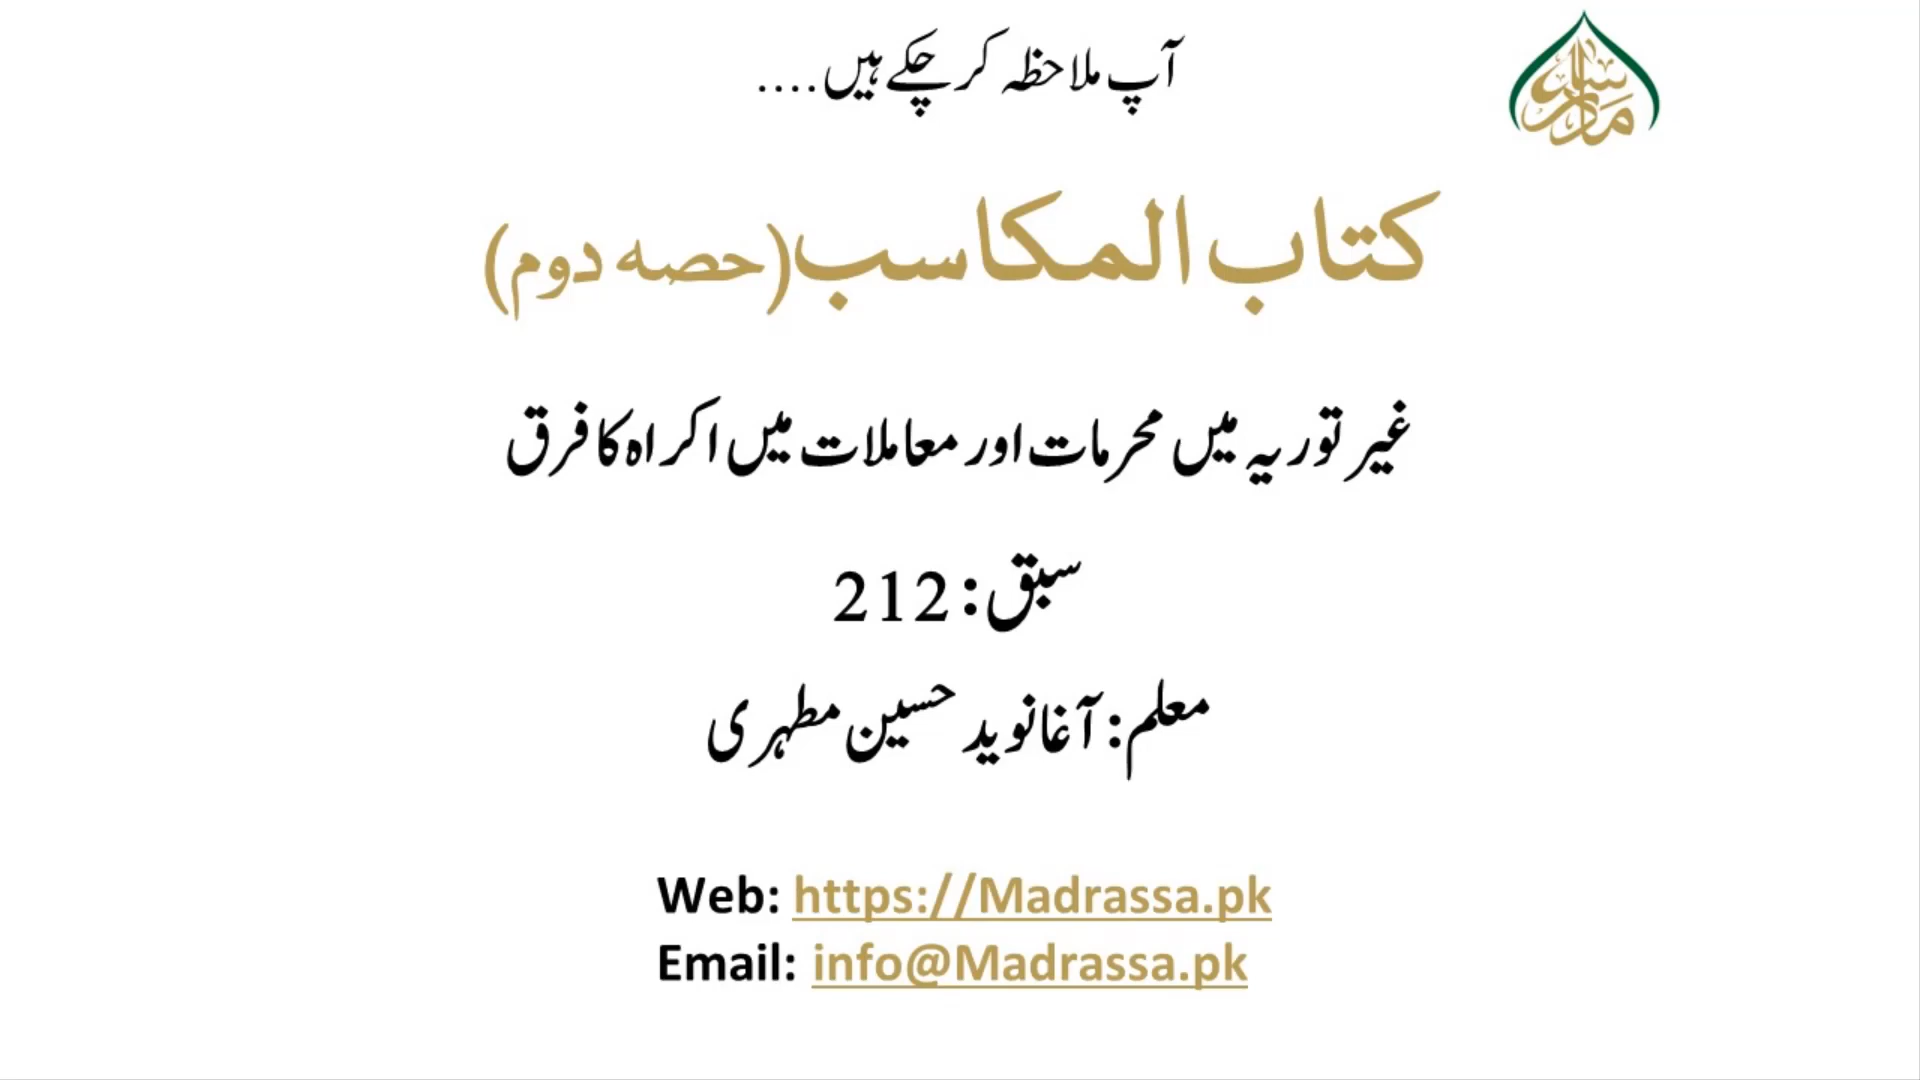 آپ ملاحظہ کر چکے ہیں....
مدرسہ
کتاب المکاسب(حصہ دوم)
غیر توریہ میں محرمات اور معاملات میں اکراہ کا فرق
سبق: 212
معلم: آغا نوید حسین مطہری
Web: https://Madrassa.pk
Email: info@Madrassa.pk